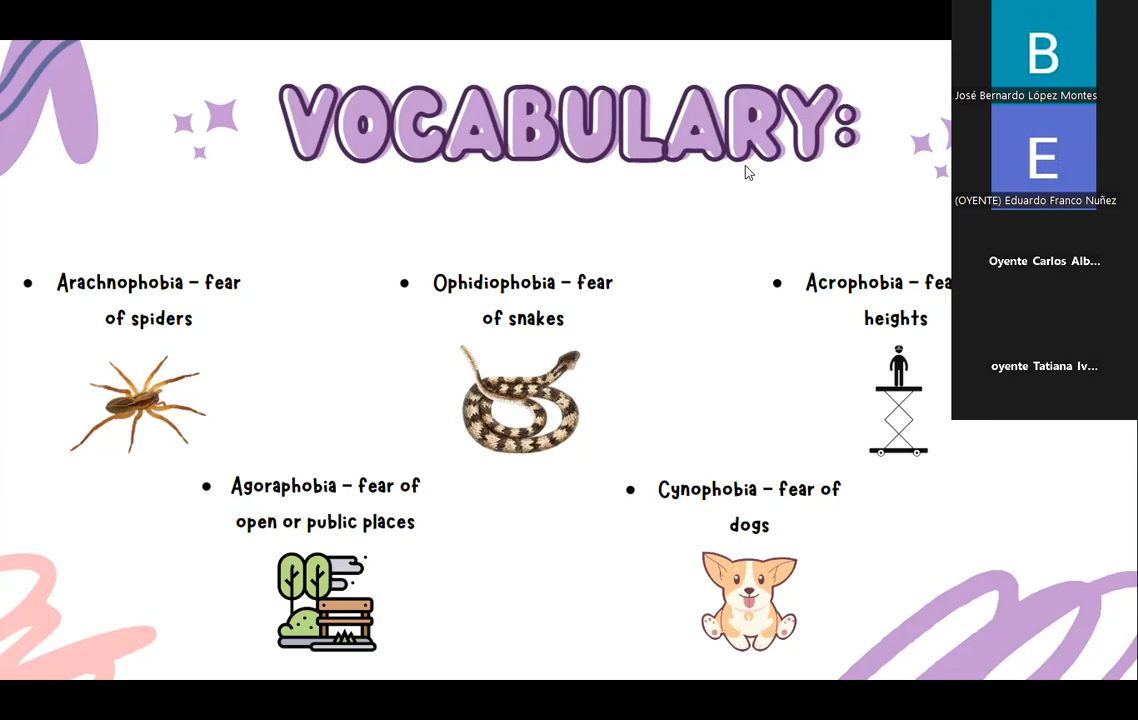 VOCABULARY:
• Arachnophobia – fear
of spiders
• Ophidiophobia – fear
of snakes
• Acrophobia – fea
heights
• Agoraphobia – fear of
open or public places
• Cynophobia – fear of
dogs
B
José Bernardo López Montes
E
(OYENTE) Eduardo Franco Nuñez
Oyente Carlos Alb...
oyente Tatiana Iv...